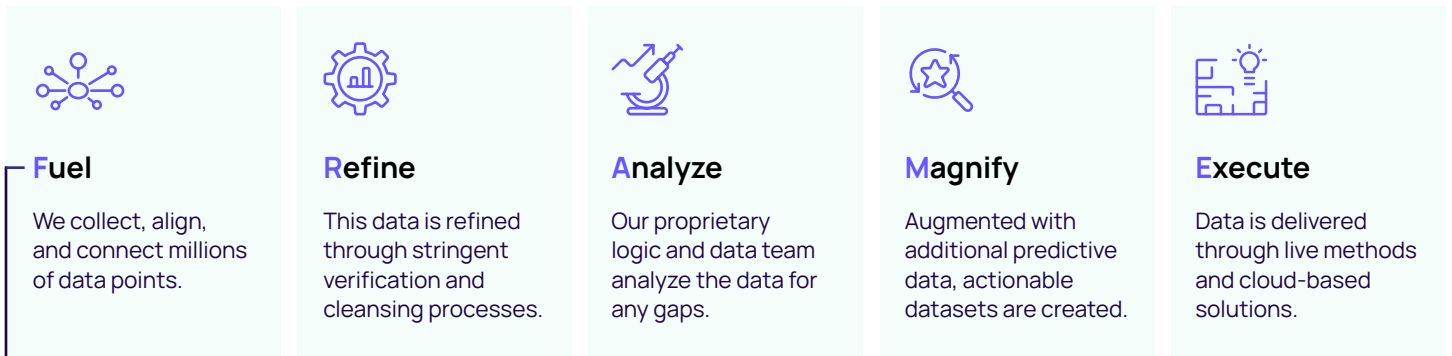 Fuel
We collect, align,
and connect millions
of data points.
Refine
This data is refined
through stringent
verification and
cleansing processes.
Analyze
Our proprietary
logic and data team
analyze the data for
any gaps.
Magnify
Augmented with
additional predictive
data, actionable
datasets are created.
Execute
Data is delivered
through live methods
and cloud-based
solutions.